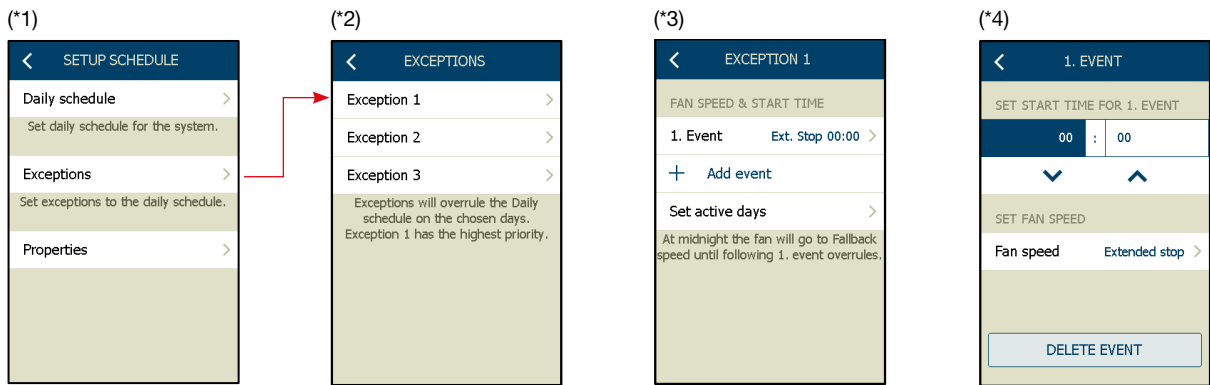 (*1)
SETUP SCHEDULE
Daily schedule
Set daily schedule for the system.
Exceptions
Set exceptions to the daily schedule.
Properties
(*2)
EXCEPTIONS
Exception 1
Exception 2
Exception 3
Exceptions will overrule the Daily
schedule on the chosen days.
Exception 1 has the highest priority.
(*3)
EXCEPTION 1
FAN SPEED & START TIME
1. Event Ext. Stop 00:00
+ Add event
Set active days
At midnight the fan will go to Fallback
speed until following 1. event overrules.
(*4)
1. EVENT
SET START TIME FOR 1. EVENT
00 : 00
SET FAN SPEED
Fan speed Extended stop
DELETE EVENT